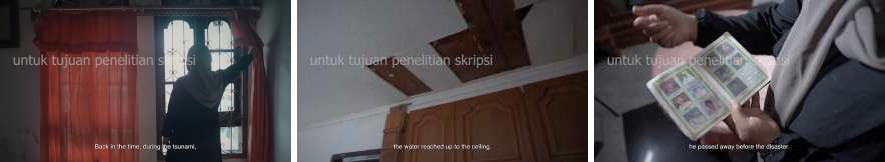 untuk tujuan penelitian skripsi
Back in the time, during the tsunami,
untuk tujuan penelitian skripsi
the water reached up to the ceiling.
untuk tujuan penelitian skripsi
he passed away before the disaster.